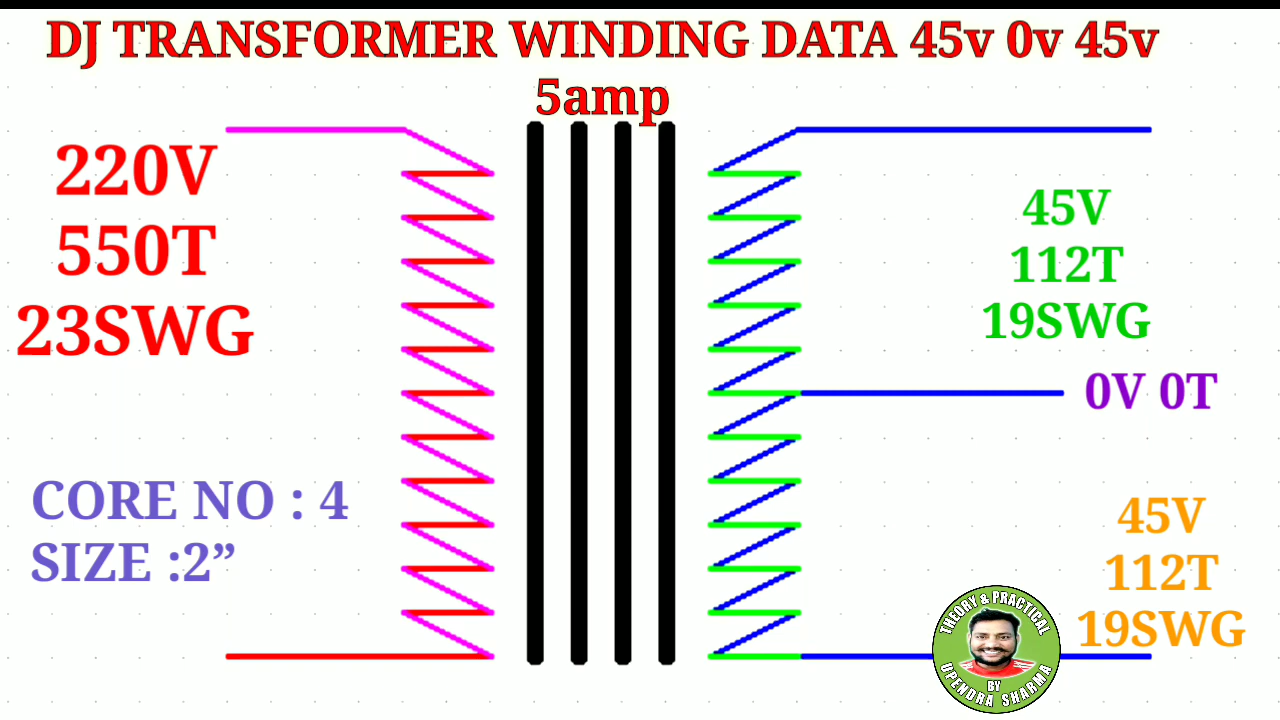 DJ TRANSFORMER WINDING DATA 45v 0v 45v
5amp
220V
550T
23SWG
45V
112T
19SWG
0V 0T
CORE NO : 4
SIZE :2”
45V
112T
19SWG
THEORY & PRACTICAL
BY
UPENDRA SHARMA